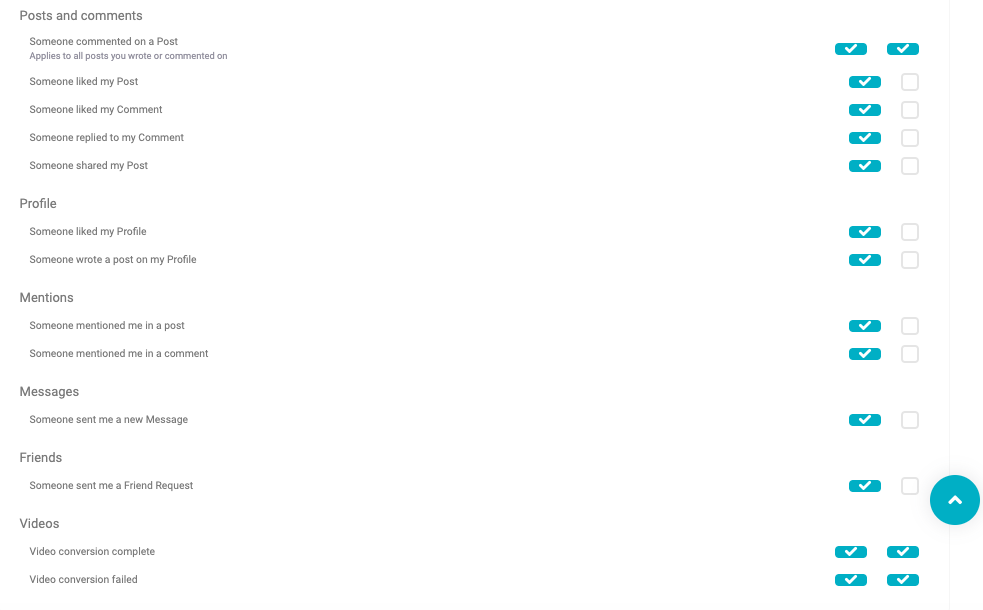 Posts and comments
Someone commented on a Post
Applies to all posts you wrote or commented on
Someone liked my Post
Someone liked my Comment
Someone replied to my Comment
Someone shared my Post
Profile
Someone liked my Profile
Someone wrote a post on my Profile
Mentions
Someone mentioned me in a post
Someone mentioned me in a comment
Messages
Someone sent me a new Message
Friends
Someone sent me a Friend Request
Videos
Video conversion complete
Video conversion failed